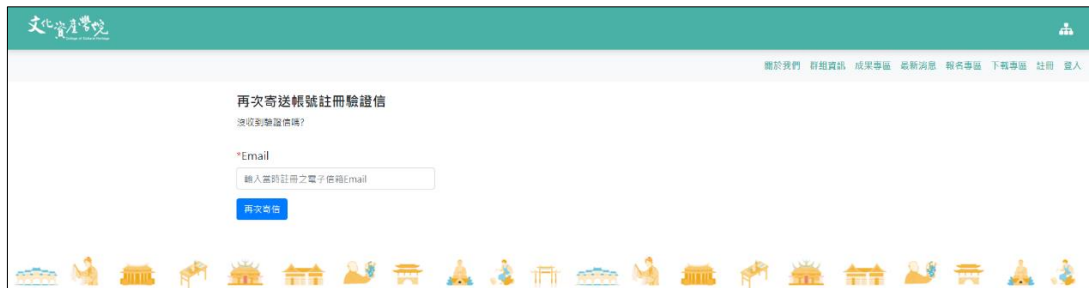 文化資產學院
關於我們 群組資訊 成果專區 最新消息 報名專區 下載專區 註冊 登入
再次寄送帳號註冊驗證信
沒收到驗證信嗎?
*Email
輸入當時註冊之電子信箱Email
再次寄信